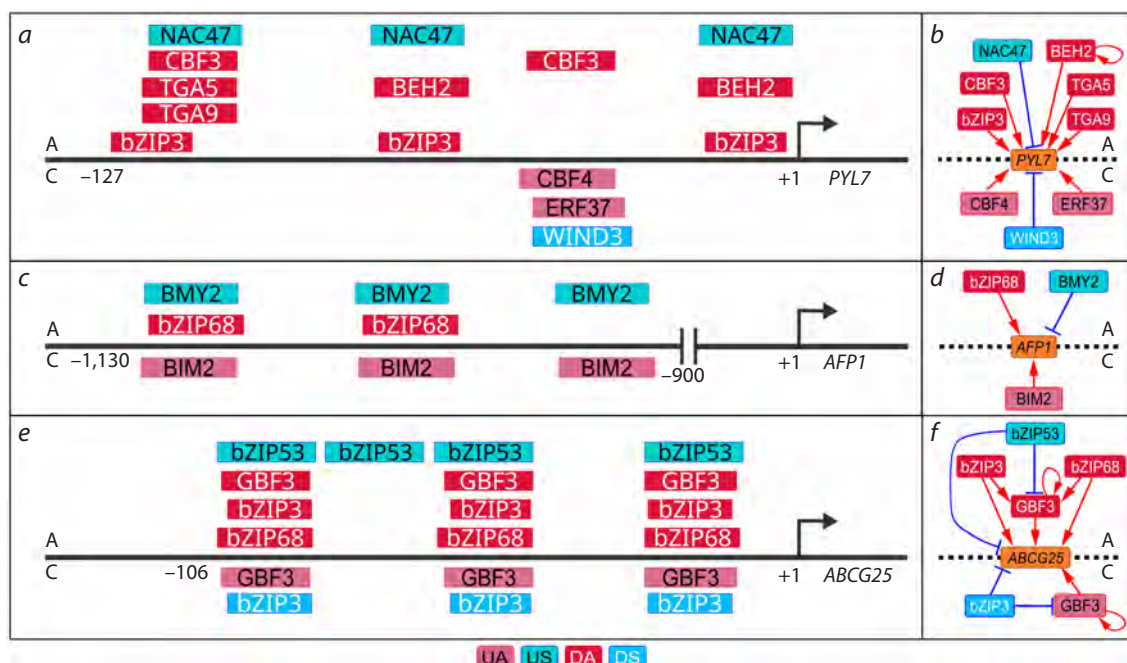 a
NAC47 NAC47 NAC47
CBF3 CBF3
TGA5 BEH2 BEH2
TGA9
bZIP3 bZIP3 bZIP3
A
C –127 +1 PYL7
CBF4
ERF37
WIND3
b
NAC47 BEH2
CBF3 TGA5
bZIP3 TGA9
A
PYL7
C
CBF4 ERF37
WIND3
c
BMY2 BMY2 BMY2
bZIP68 bZIP68
A
C –1,130 –900 +1 AFP1
BIM2 BIM2 BIM2
d
bZIP68 BMY2
A
AFP1
C
BIM2
e
bZIP53 bZIP53 bZIP53 bZIP53
GBF3 GBF3 GBF3
bZIP3 bZIP3 bZIP3
bZIP68 bZIP68 bZIP68
A
C –106 +1 ABCG25
GBF3 GBF3 GBF3
bZIP3 bZIP3 bZIP3
f
bZIP53
bZIP3 bZIP68
GBF3
A
ABCG25
C
bZIP3 GBF3
UA US DA DS